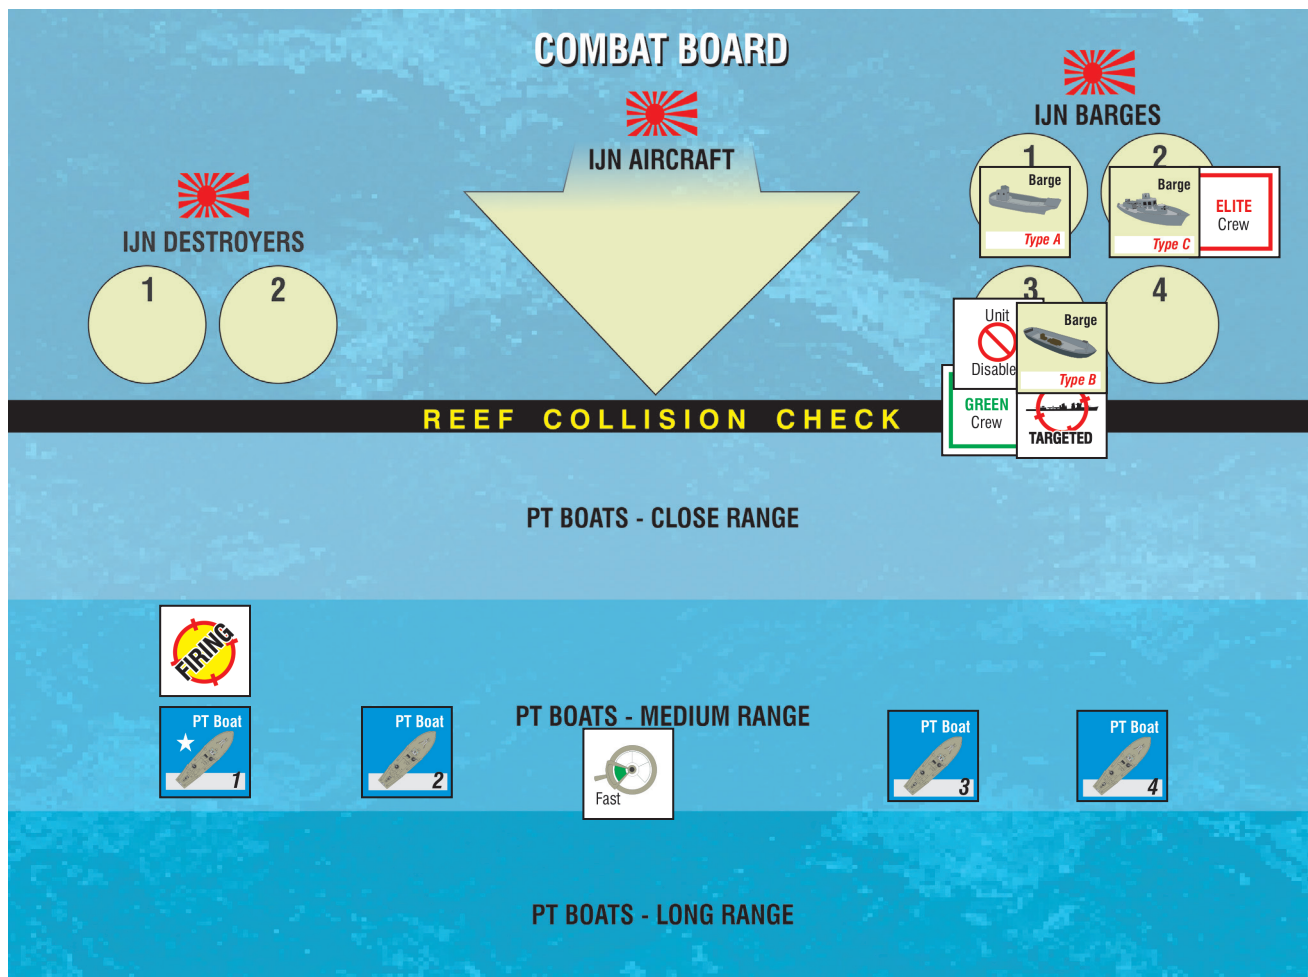 COMBAT BOARD
IJN AIRCRAFT
IJN DESTROYERS
1
2
IJN BARGES
1
2
Barge
Type A
Barge
Type C
ELITE
Crew
3
4
Unit
Disable
Barge
Type B
GREEN
Crew
TARGETED
REEF COLLISION CHECK
PT BOATS - CLOSE RANGE
FIRING
PT BOATS - MEDIUM RANGE
PT Boat
1
PT Boat
2
Fast
PT Boat
3
PT Boat
4
PT BOATS - LONG RANGE